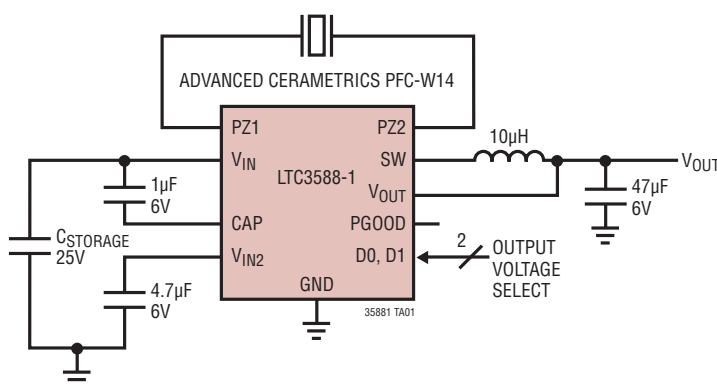 ADVANCED CERAMETRICS PFC-W14
PZ1
PZ2
10µH
VIN
SW
VOUT
LTC3588-1
1µF
6V
VOUT
47µF
6V
CAP
PGOOD
CSTORAGE
25V
VIN2
D0, D1
2
OUTPUT
VOLTAGE
SELECT
4.7µF
6V
GND
35881 TA01